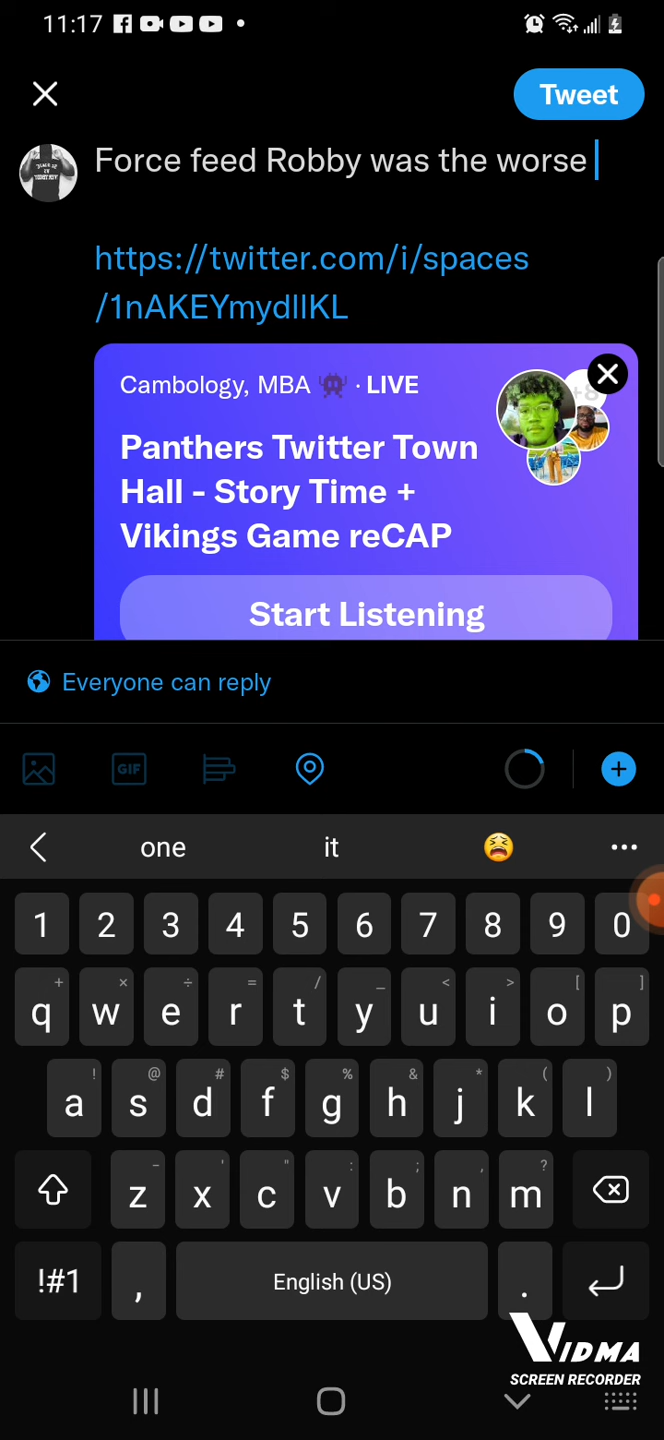 11:17
Tweet
Force feed Robby was the worse
https://twitter.com/i/spaces
/1nAKEYmydlIKL
Cambology, MBA 👾 · LIVE
+8
Panthers Twitter Town
Hall - Story Time +
Vikings Game reCAP
Start Listening
Everyone can reply
GIF
one it 😫 •••
1 2 3 4 5 6 7 8 9 0
+ × ÷ = / _ < > [ ]
q w e r t y u i o p
! @ # $ % & * ( )
a s d f g h j k l
- ' " : ; , ?
z x c v b n m
!#1 , English (US) .
VIDMA
SCREEN RECORDER